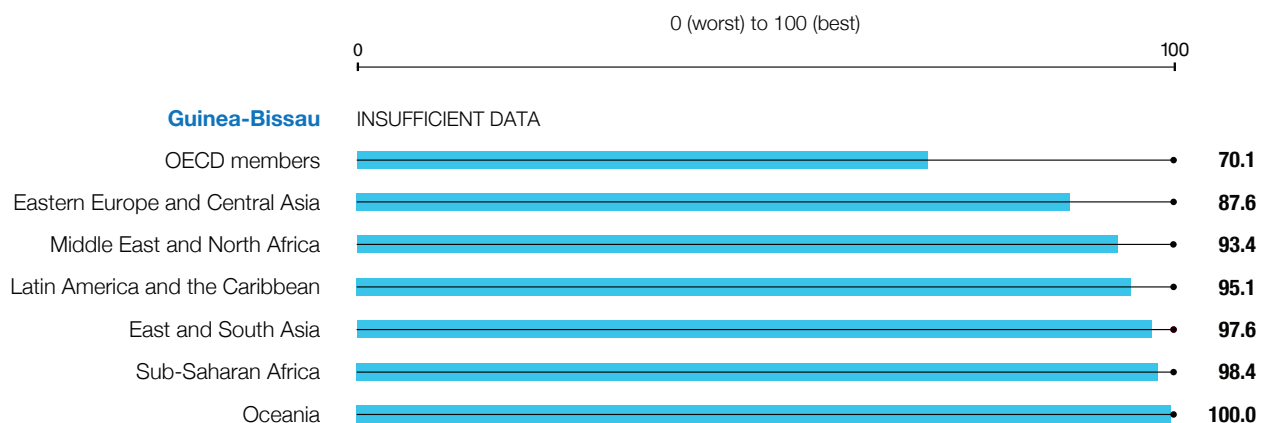 0 (worst) to 100 (best)
0 100
Guinea-Bissau INSUFFICIENT DATA
OECD members 70.1
Eastern Europe and Central Asia 87.6
Middle East and North Africa 93.4
Latin America and the Caribbean 95.1
East and South Asia 97.6
Sub-Saharan Africa 98.4
Oceania 100.0